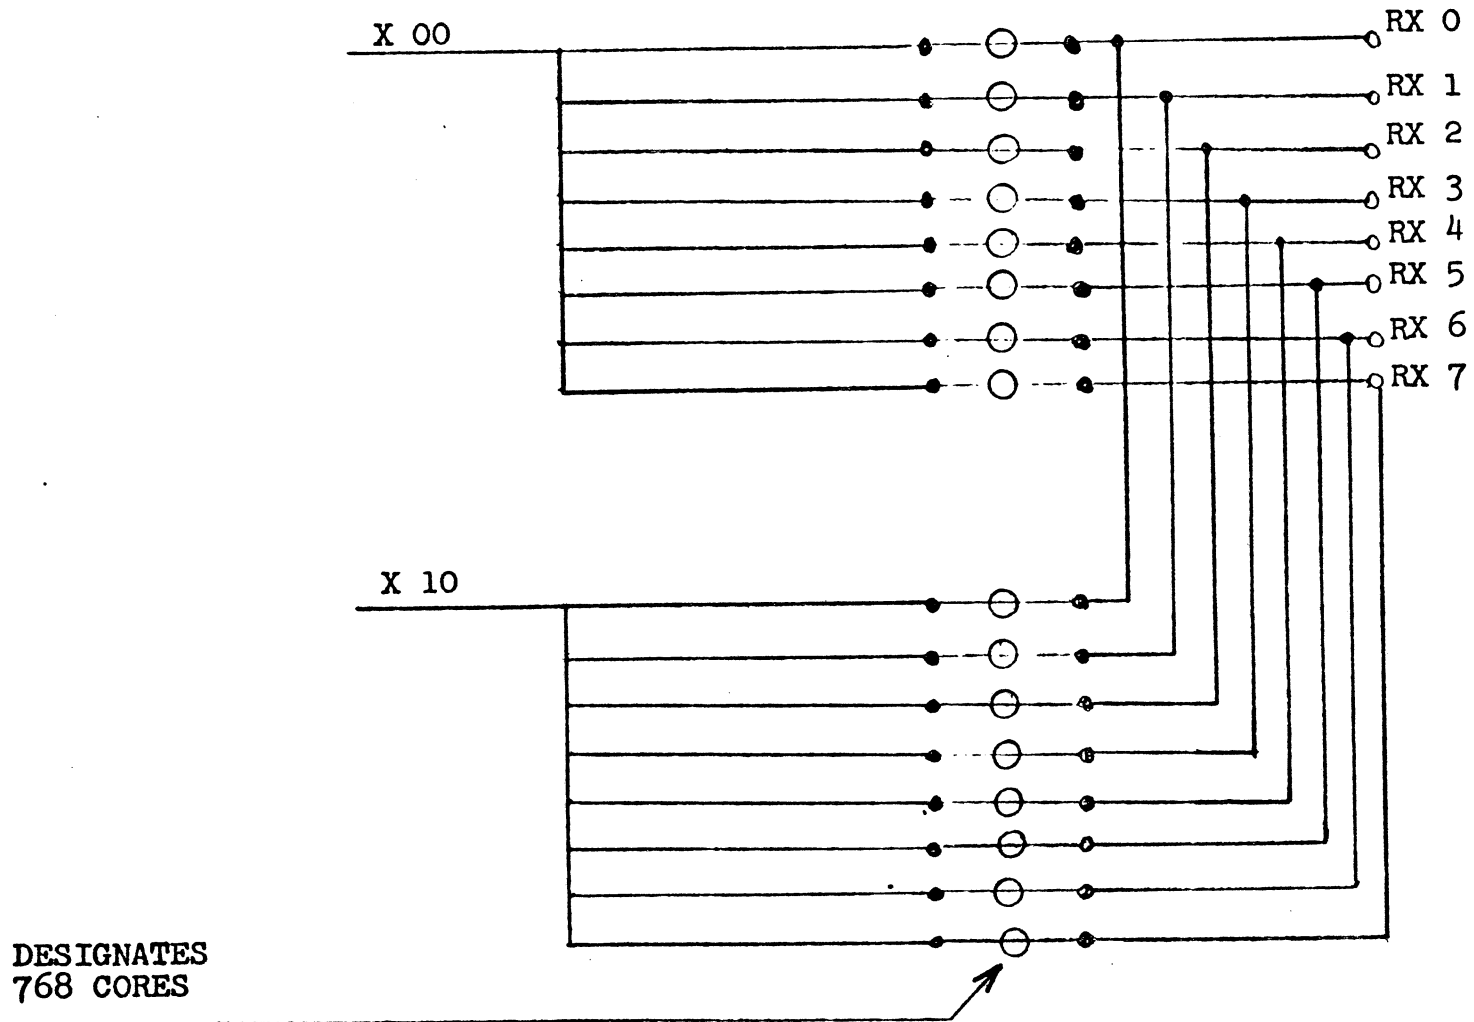 X 00
RX 0
RX 1
RX 2
RX 3
RX 4
RX 5
RX 6
RX 7
X 10
DESIGNATES
768 CORES